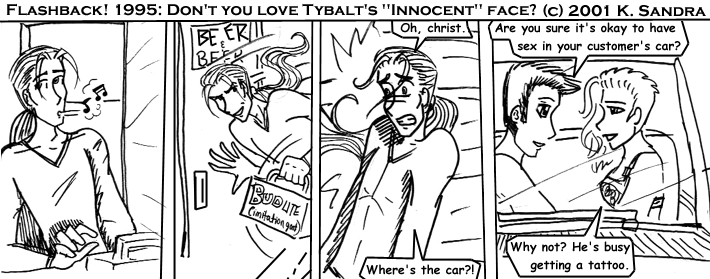 Flashback! 1995: Don't you love Tybalt's "Innocent" face? (c) 2001 K. Sandra
BEER
BEER
BUDLITE
(imitation good)
Oh, christ.
Where's the car?!
Are you sure it's okay to have
sex in your customer's car?
Why not? He's busy
getting a tattoo.